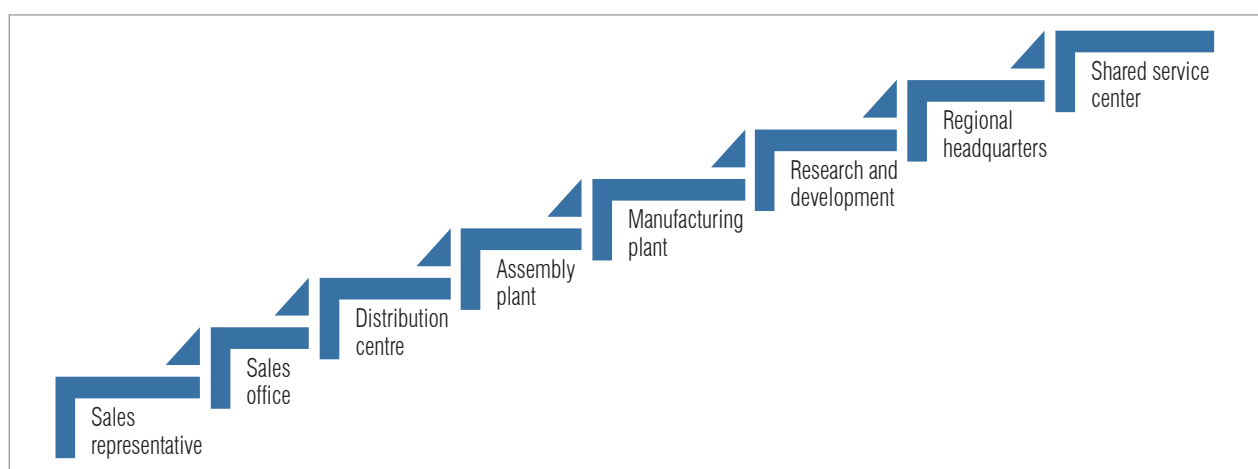 Sales
representative
Sales
office
Distribution
centre
Assembly
plant
Manufacturing
plant
Research and
development
Regional
headquarters
Shared service
center